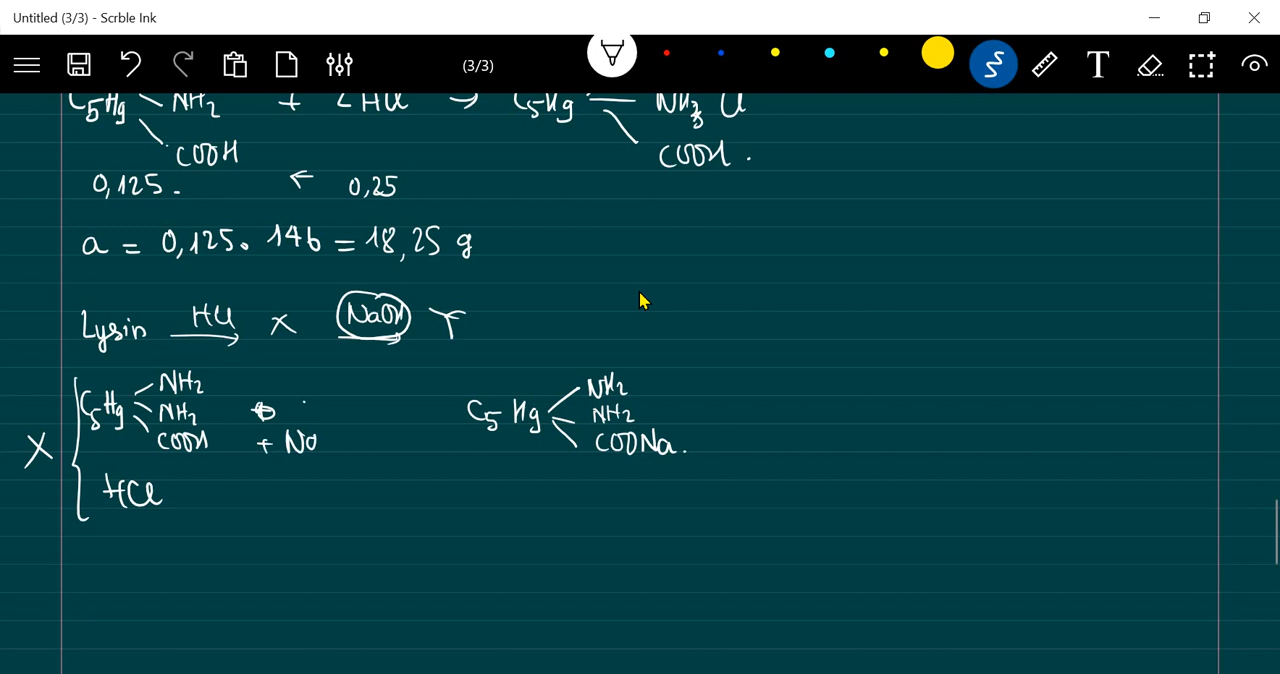 Untitled (3/3) - Scrble Ink
(3/3)
T
C5H9 NH2 + 2HCl → C5H9 NH3Cl
COOH COOH.
0,125. ← 0,25
a = 0,125. 146 = 18,25 g
Lysin HCl→ X NaOH→ Y
NH2 NH2
C5H9 NH2 C5H9 NH2
COOH + Na COONa.
X
HCl